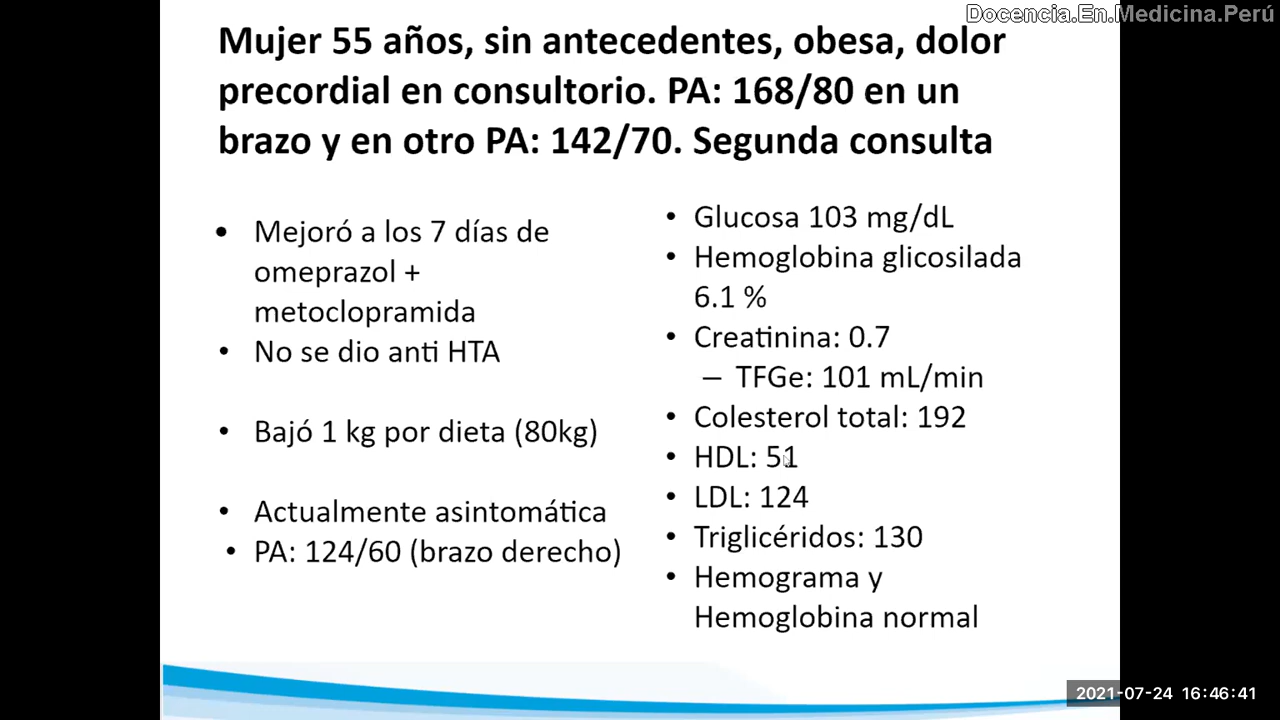 Docencia.En.Medicina.Perú
Mujer 55 años, sin antecedentes, obesa, dolor
precordial en consultorio. PA: 168/80 en un
brazo y en otro PA: 142/70. Segunda consulta
• Mejoró a los 7 días de
omeprazol +
metoclopramida
• No se dio anti HTA
• Bajó 1 kg por dieta (80kg)
• Actualmente asintomática
• PA: 124/60 (brazo derecho)
• Glucosa 103 mg/dL
• Hemoglobina glicosilada
6.1 %
• Creatinina: 0.7
– TFGe: 101 mL/min
• Colesterol total: 192
• HDL: 51
• LDL: 124
• Triglicéridos: 130
• Hemograma y
Hemoglobina normal
2021-07-24 16:46:41